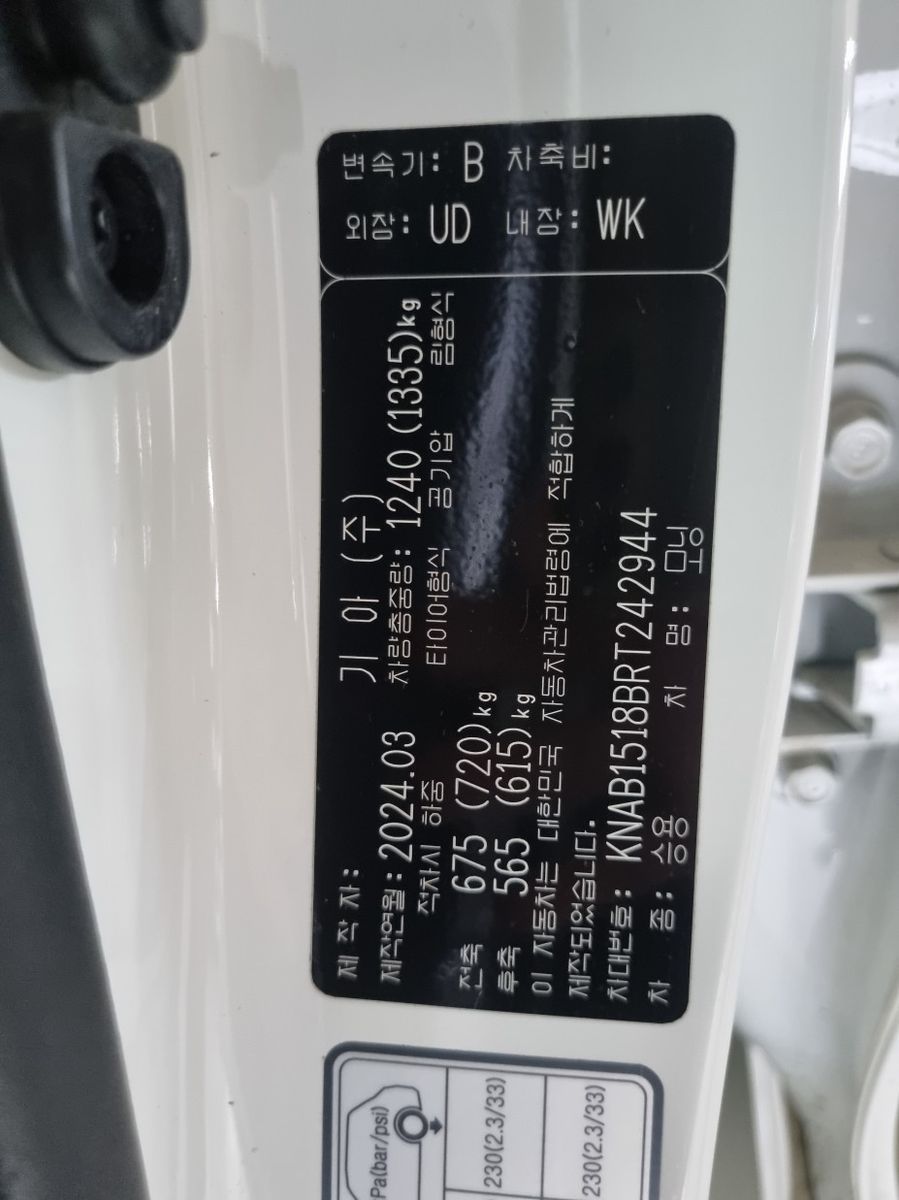 변속기: B 차축비:
외장: UD 내장: WK
제작자: 기아(주)
제작연월: 2024.03 차량총중량: 1240 (1335)kg
적차시 하중 타이어형식 공기압 림형식
전축 675 (720)kg
후축 565 (615)kg
이 자동차는 대한민국 자동차관리법령에 적합하게
제작되었습니다.
차대번호: KNAB1518BRT242944
차 종: 승용 차 명: 모닝
Pa(bar/psi)
230(2.3/33)
230(2.3/33)